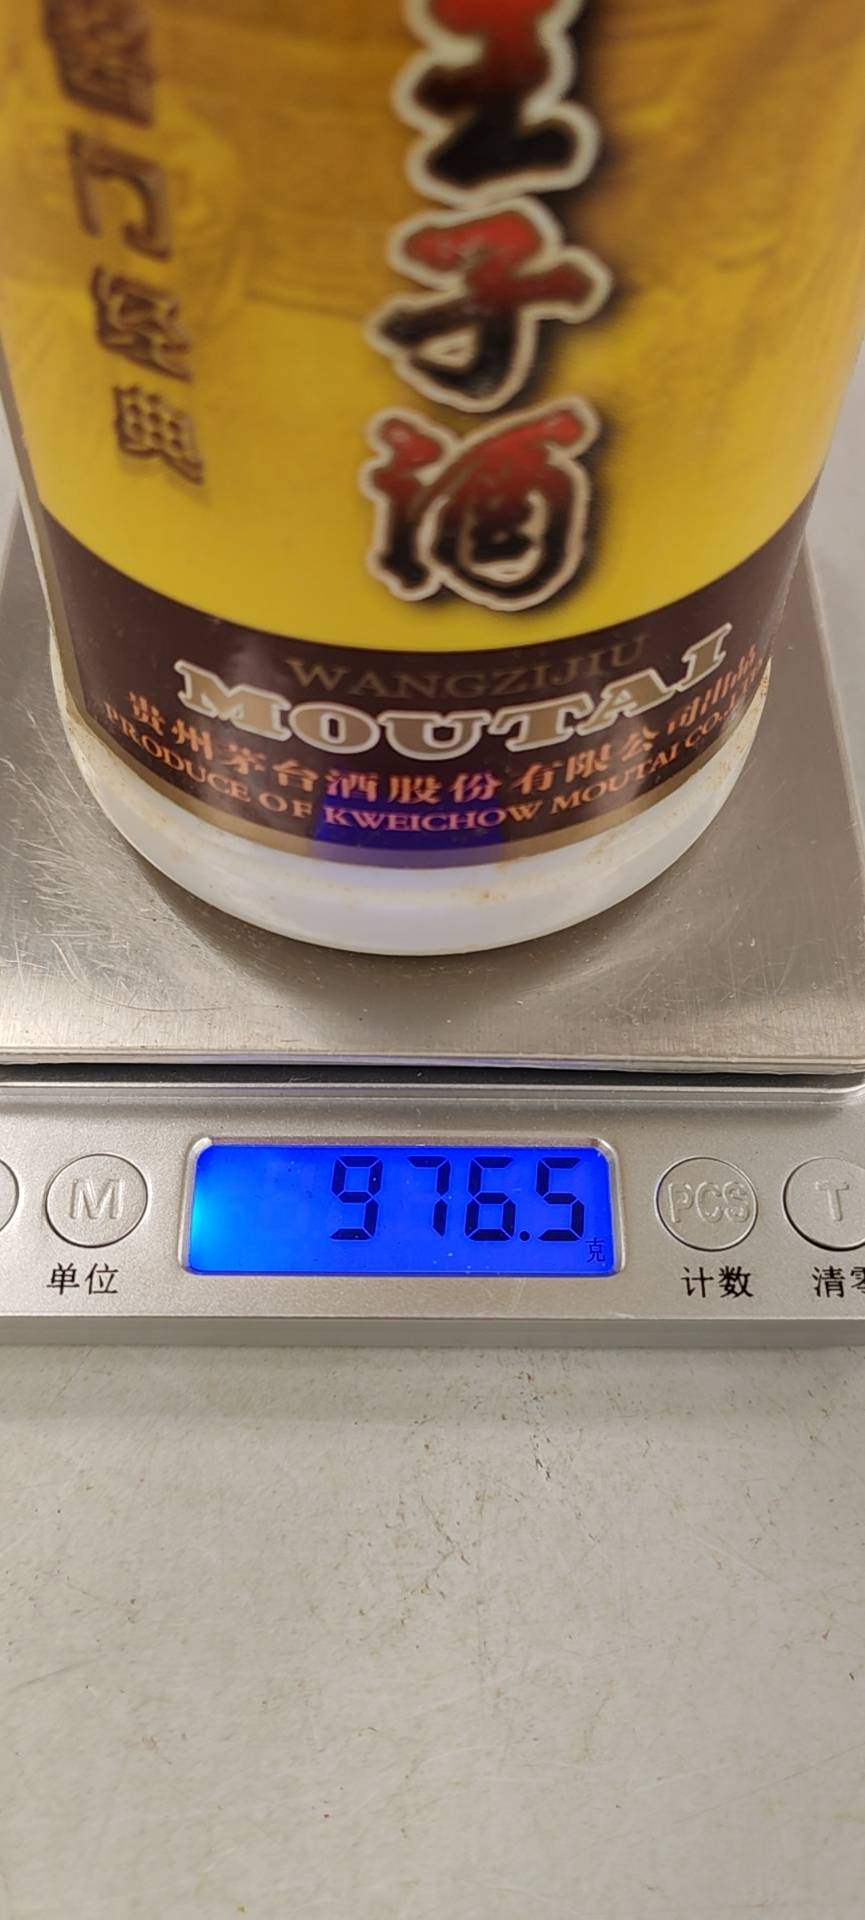 王子酒
门经典
WANGZIJIU
MOUTAI
贵州茅台酒股份有限公司出品
PRODUCE OF KWEICHOW MOUTAI CO.,LTD
976.5
克
M
PCS
T
单位
计数
清零